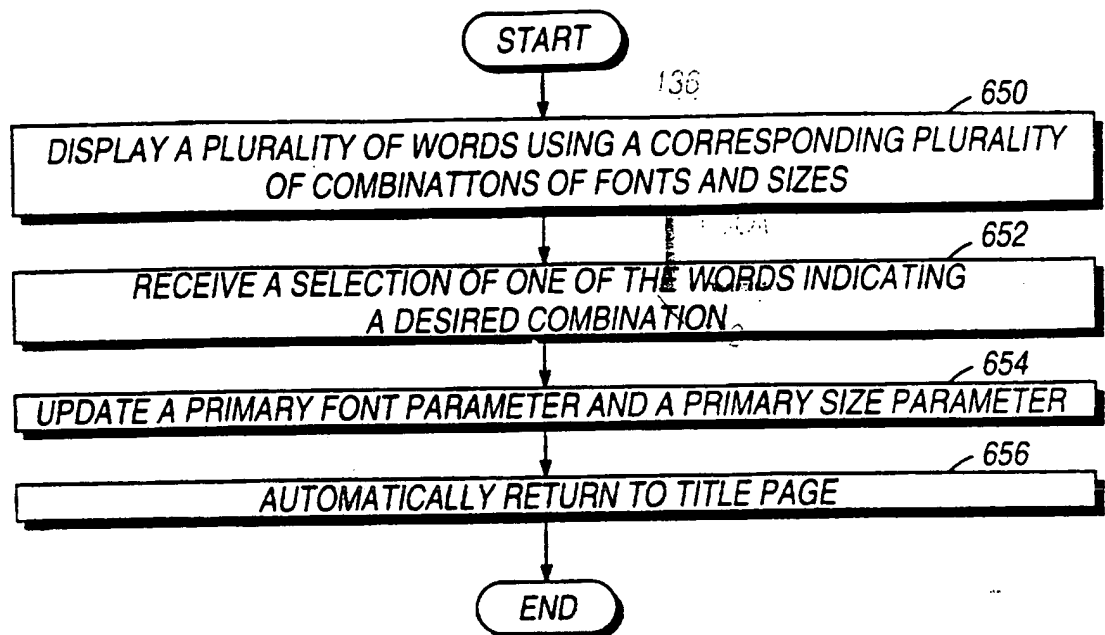 START
136
650
DISPLAY A PLURALITY OF WORDS USING A CORRESPONDING PLURALITY
OF COMBINATTONS OF FONTS AND SIZES
652
RECEIVE A SELECTION OF ONE OF THE WORDS INDICATING
A DESIRED COMBINATION
654
UPDATE A PRIMARY FONT PARAMETER AND A PRIMARY SIZE PARAMETER
656
AUTOMATICALLY RETURN TO TITLE PAGE
END